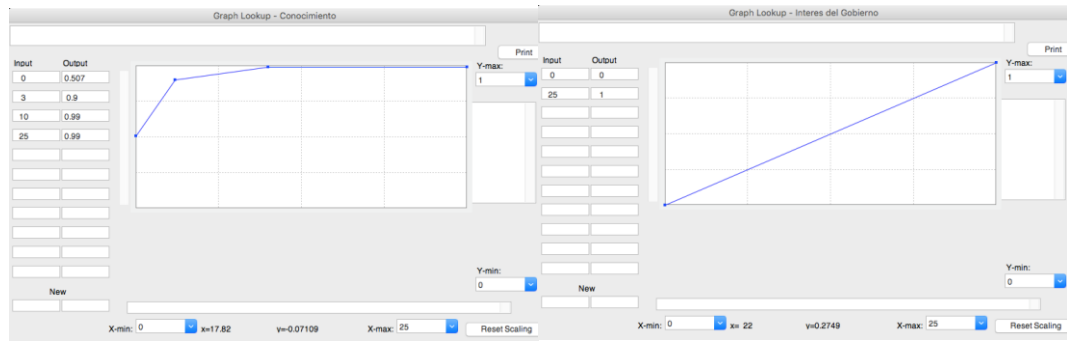 Graph Lookup - Conocimiento
Print
Input Output
Y-max:
0 0.507
1
3 0.9
10 0.99
25 0.99
Y-min:
0
New
X-min: 0 x=17.82 y=-0.07109 X-max: 25 Reset Scaling
Graph Lookup - Interes del Gobierno
Print
Input Output
Y-max:
0 0
1
25 1
Y-min:
0
New
X-min: 0 x= 22 y=0.2749 X-max: 25 Reset Scaling